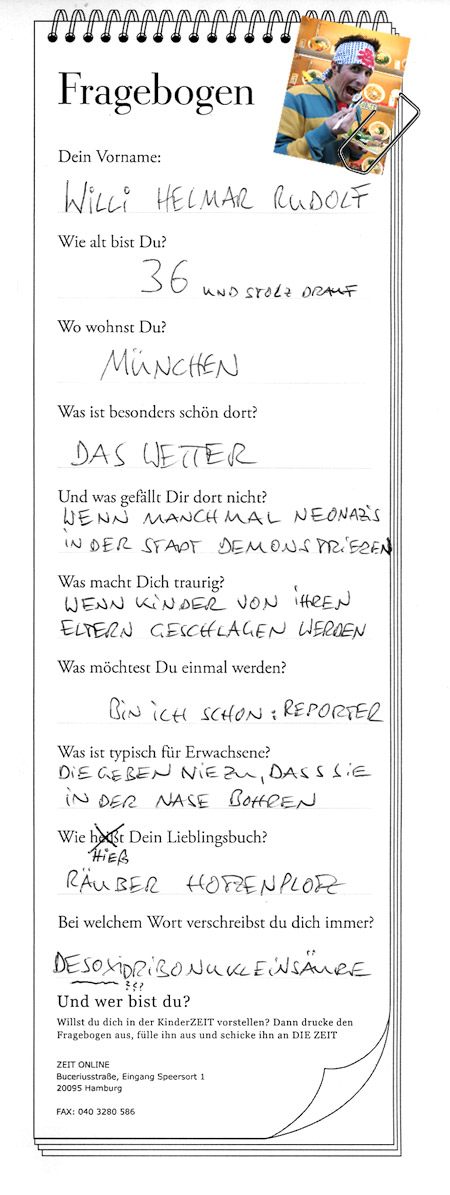 Fragebogen
Dein Vorname:
WILLI HELMAR RUDOLF
Wie alt bist Du?
36 UND STOLZ DRAUF
Wo wohnst Du?
MÜNCHEN
Was ist besonders schön dort?
DAS WETTER
Und was gefällt Dir dort nicht?
WENN MANCHMAL NEONAZIS
IN DER STADT DEMONSTRIEREN
Was macht Dich traurig?
WENN KINDER VON IHREN
ELTERN GESCHLAGEN WERDEN
Was möchtest Du einmal werden?
BIN ICH SCHON: REPORTER
Was ist typisch für Erwachsene?
DIE GEBEN NIE ZU, DASS SIE
IN DER NASE BOHREN
Wie heißt Dein Lieblingsbuch?
HIEß
RÄUBER HOTZENPLOTZ
Bei welchem Wort verschreibst du dich immer?
DESOXIDRIBONUKLEINSÄURE
???
Und wer bist du?
Willst du dich in der KinderZEIT vorstellen? Dann drucke den
Fragebogen aus, fülle ihn aus und schicke ihn an DIE ZEIT
ZEIT ONLINE
Buceriusstraße, Eingang Speersort 1
20095 Hamburg
FAX: 040 3280 586